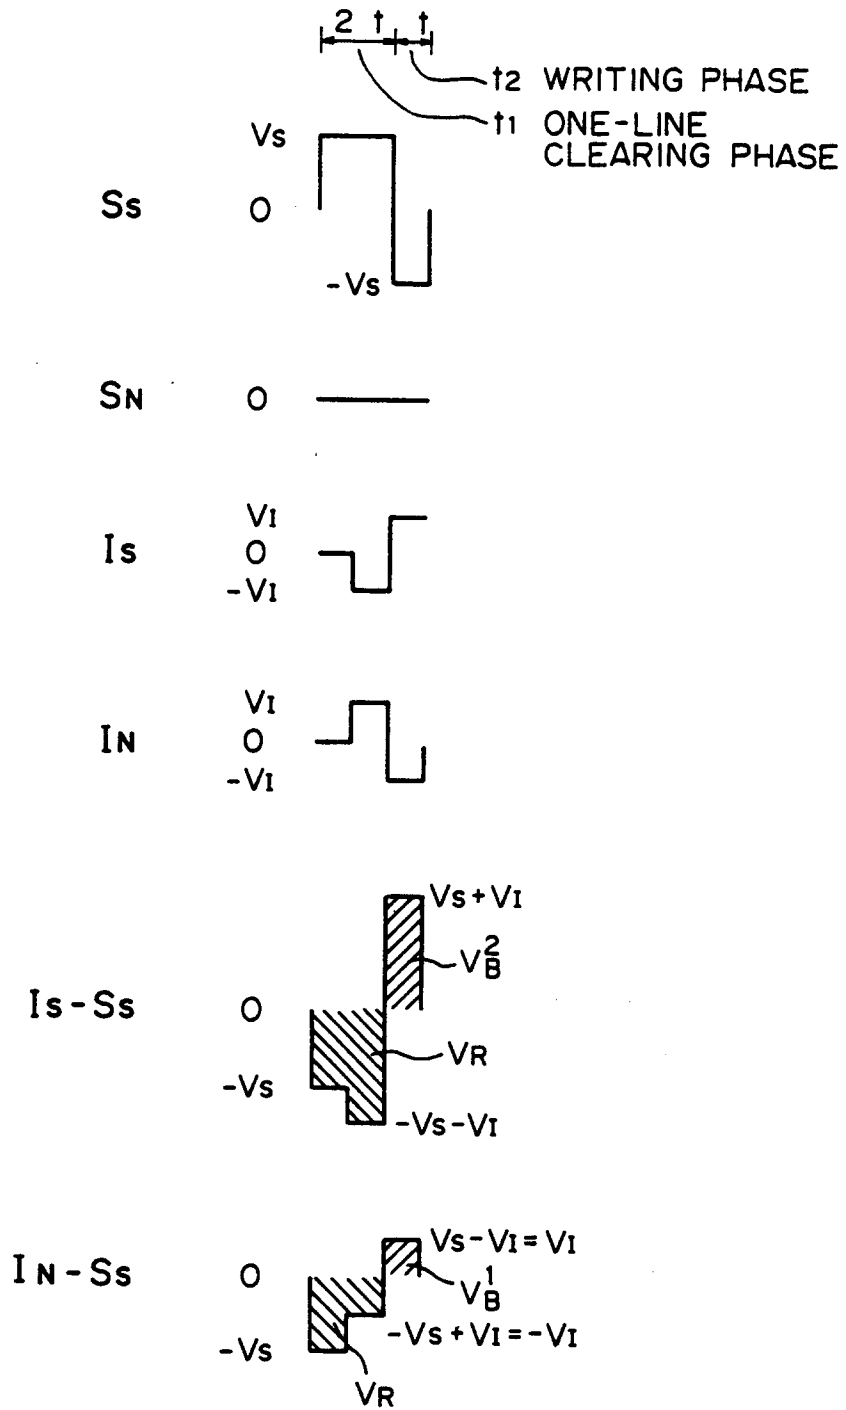 2 t t
t2 WRITING PHASE
t1 ONE-LINE
CLEARING PHASE
Vs
Ss 0
-Vs
SN 0
VI
Is 0
-VI
VI
IN 0
-VI
Vs+VI
V²B
Is-Ss 0
VR
-Vs
-Vs-VI
Vs-VI=VI
IN-Ss 0
V¹B
-Vs+VI=-VI
-Vs
VR